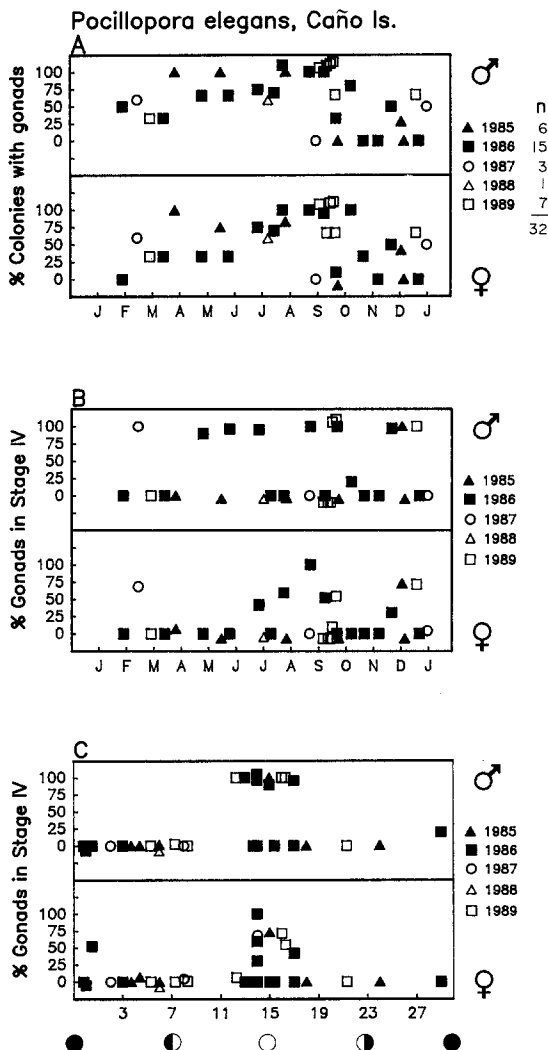 Pocillopora elegans, Caño Is.
A
% Colonies with gonads
100
75
50
25
0
100
75
50
25
0
J F M A M J J A S O N D J
♂
n
▲ 1985 6
■ 1986 15
○ 1987 3
△ 1988 1
□ 1989 7
32
♀
B
% Gonads in Stage IV
100
75
50
25
0
100
75
50
25
0
J F M A M J J A S O N D J
♂
▲ 1985
■ 1986
○ 1987
△ 1988
□ 1989
♀
C
% Gonads in Stage IV
100
75
50
25
0
100
75
50
25
0
3 7 11 15 19 23 27
♂
▲ 1985
■ 1986
○ 1987
△ 1988
□ 1989
♀